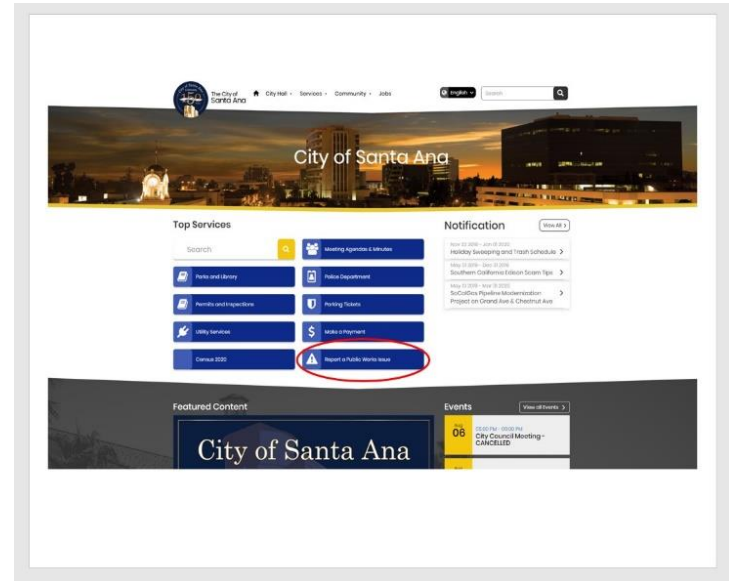 The City of
Santa Ana
City Hall
Services
Community
Jobs
English
Search
City of Santa Ana
Top Services
Search
Meeting Agendas & Minutes
Parks and Library
Police Department
Permits and Inspections
Parking Tickets
Utility Services
Make a Payment
Census 2020
Report a Public Works Issue
Notification
View All >
Holiday Sweeping and Trash Schedule >
Southern California Edison Scam Tips >
SoCalGas Pipeline Modernization
Project on Grand Ave & Chestnut Ave
Featured Content
City of Santa Ana
Events
View all Events >
06
City Council Meeting -
CANCELLED